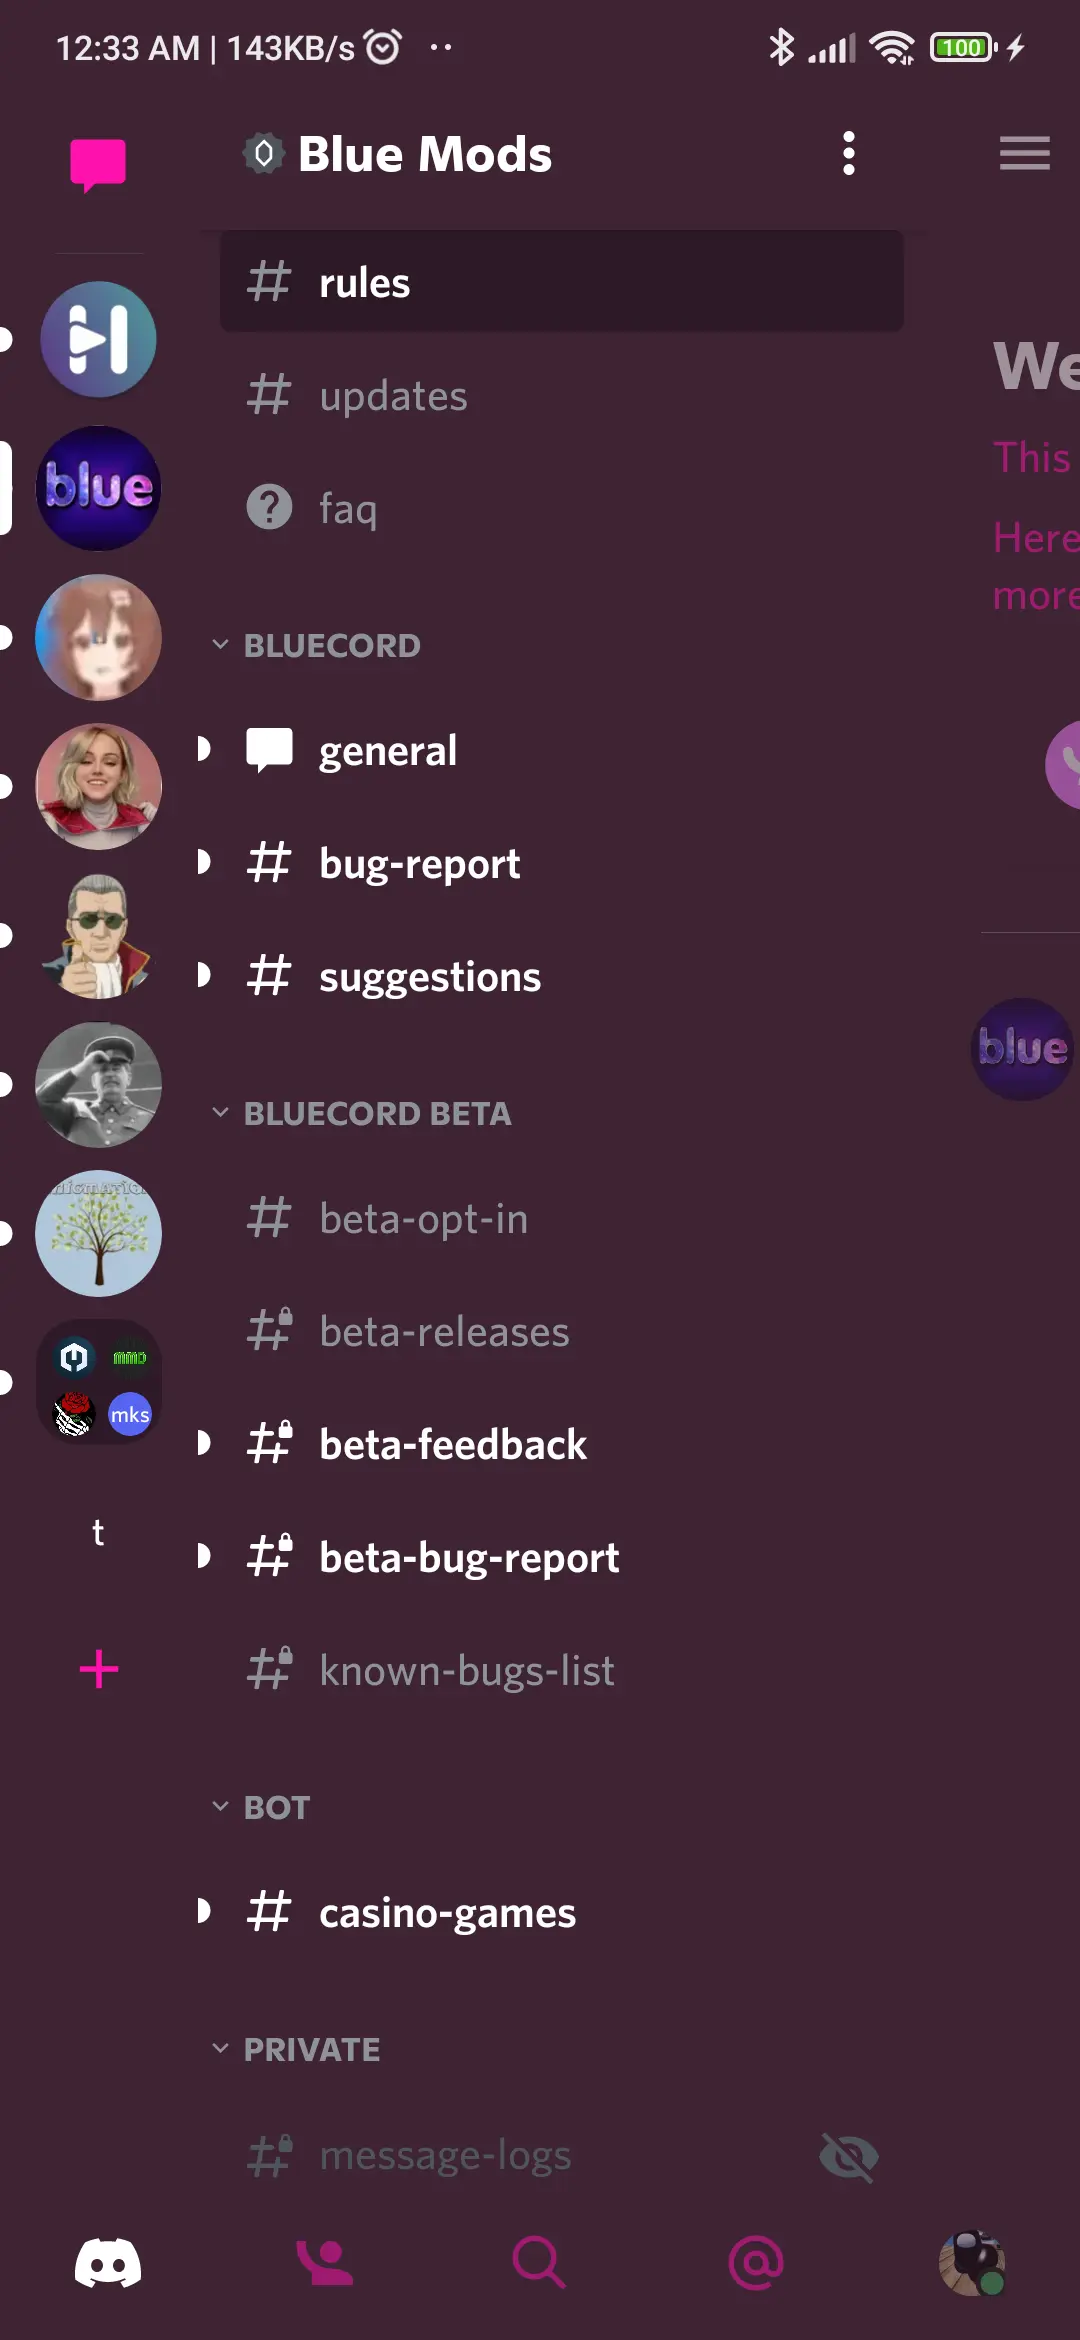 12:33 AM | 143KB/s
100
Blue Mods
rules
We
updates
This
blue
faq
Here
more
BLUECORD
general
bug-report
suggestions
blue
BLUECORD BETA
beta-opt-in
beta-releases
MMD
mks
beta-feedback
t
beta-bug-report
known-bugs-list
BOT
casino-games
PRIVATE
message-logs